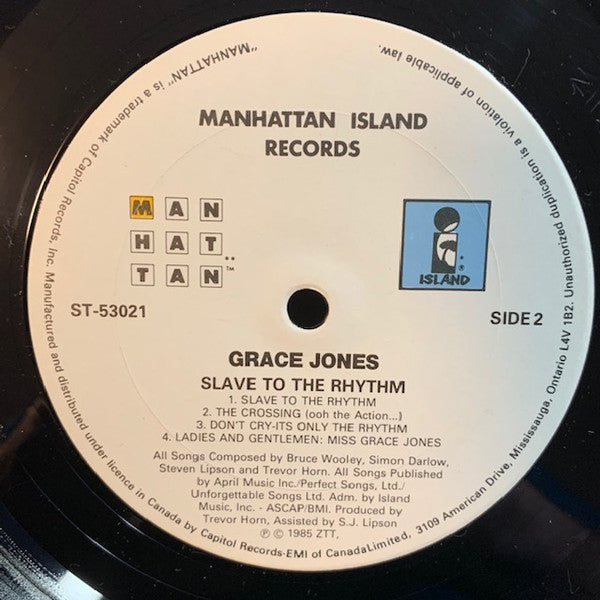 MANHATTAN ISLAND
RECORDS
M A N
H A T
T A N ™
i ®
ISLAND
ST-53021
SIDE 2
GRACE JONES
SLAVE TO THE RHYTHM
1. SLAVE TO THE RHYTHM
2. THE CROSSING (ooh the Action...)
3. DON'T CRY-ITS ONLY THE RHYTHM
4. LADIES AND GENTLEMEN: MISS GRACE JONES
All Songs Composed by Bruce Wooley, Simon Darlow,
Steven Lipson and Trevor Horn. All Songs Published
by April Music Inc./Perfect Songs, Ltd./
Unforgettable Songs Ltd. Adm. by Island
Music, Inc. - ASCAP/BMI. Produced by
Trevor Horn, Assisted by S.J. Lipson
℗ © 1985 ZTT,
"MANHATTAN" is a trademark of Capitol Records, Inc. Manufactured and distributed under licence in Canada by Capitol Records-EMI of Canada Limited, 3109 American Drive, Mississauga, Ontario L4V 1B2. Unauthorized duplication is a violation of applicable law.